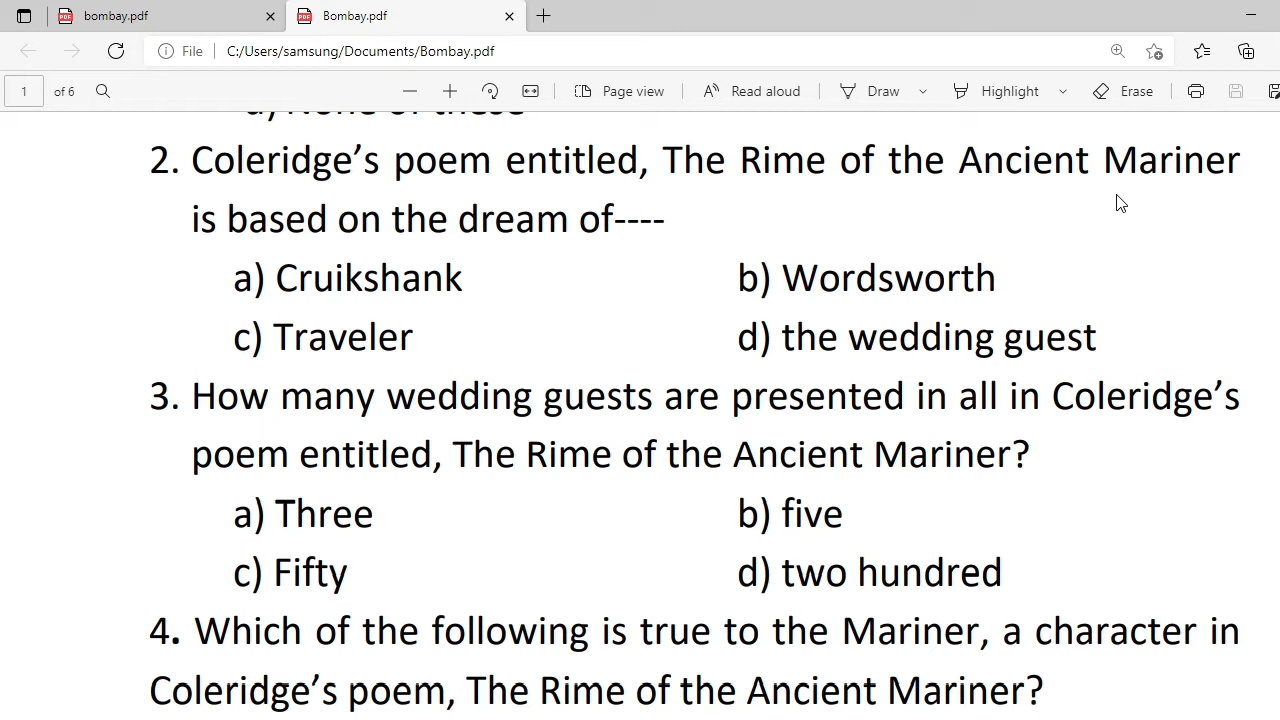 bombay.pdf
Bombay.pdf
File
C:/Users/samsung/Documents/Bombay.pdf
1 of 6
Page view
Read aloud
Draw
Highlight
Erase
d) None of these
2. Coleridge’s poem entitled, The Rime of the Ancient Mariner
is based on the dream of----
a) Cruikshank b) Wordsworth
c) Traveler d) the wedding guest
3. How many wedding guests are presented in all in Coleridge’s
poem entitled, The Rime of the Ancient Mariner?
a) Three b) five
c) Fifty d) two hundred
4. Which of the following is true to the Mariner, a character in
Coleridge’s poem, The Rime of the Ancient Mariner?